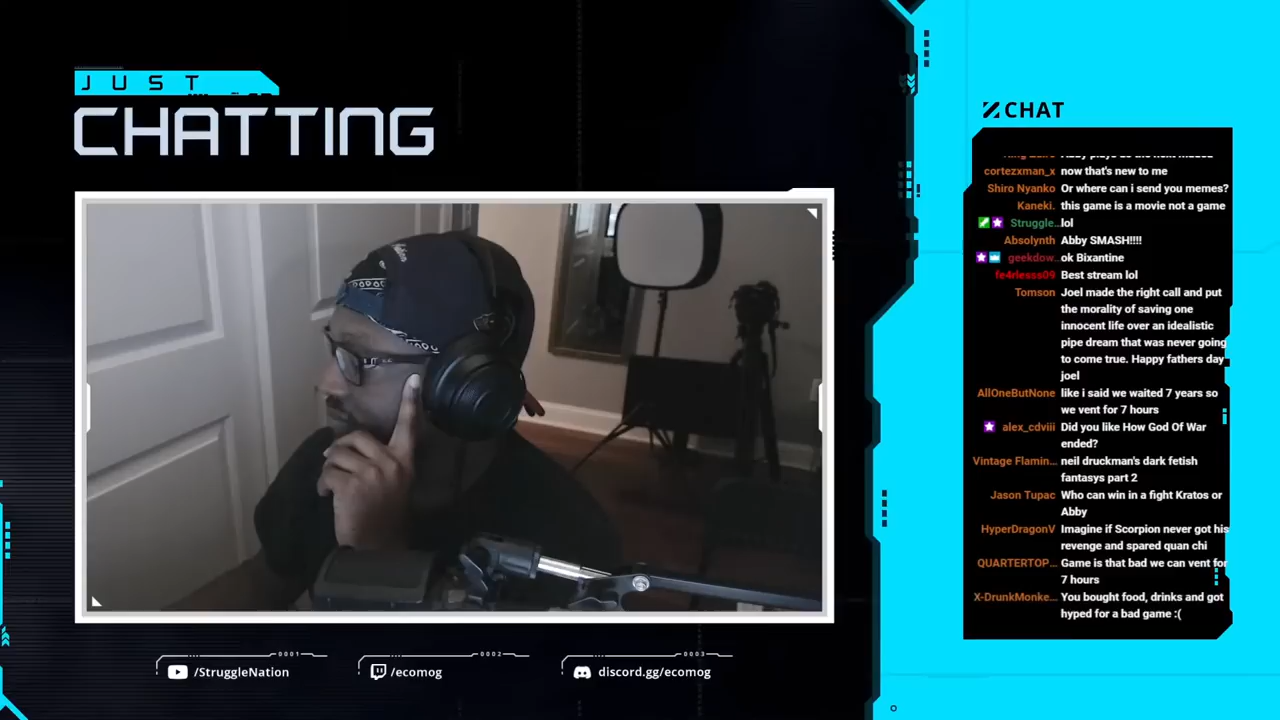 JUST
CHATTING
CHAT
cortezxman_x now that's new to me
Shiro Nyanko Or where can i send you memes?
Kaneki. this game is a movie not a game
Struggle.. lol
Absolynth Abby SMASH!!!!
geekdow.. ok Bixantine
fe4rlesss09 Best stream lol
Tomson Joel made the right call and put
the morality of saving one
innocent life over an idealistic
pipe dream that was never going
to come true. Happy fathers day
joel
AllOneButNone like i said we waited 7 years so
we vent for 7 hours
alex_cdviii Did you like How God Of War
ended?
Vintage Flamin... neil druckman's dark fetish
fantasys part 2
Jason Tupac Who can win in a fight Kratos or
Abby
HyperDragonV Imagine if Scorpion never got his
revenge and spared quan chi
QUARTERTOP... Game is that bad we can vent for
7 hours
X-DrunkMonke... You bought food, drinks and got
hyped for a bad game :(
0001
/StruggleNation
0002
/ecomog
0003
discord.gg/ecomog